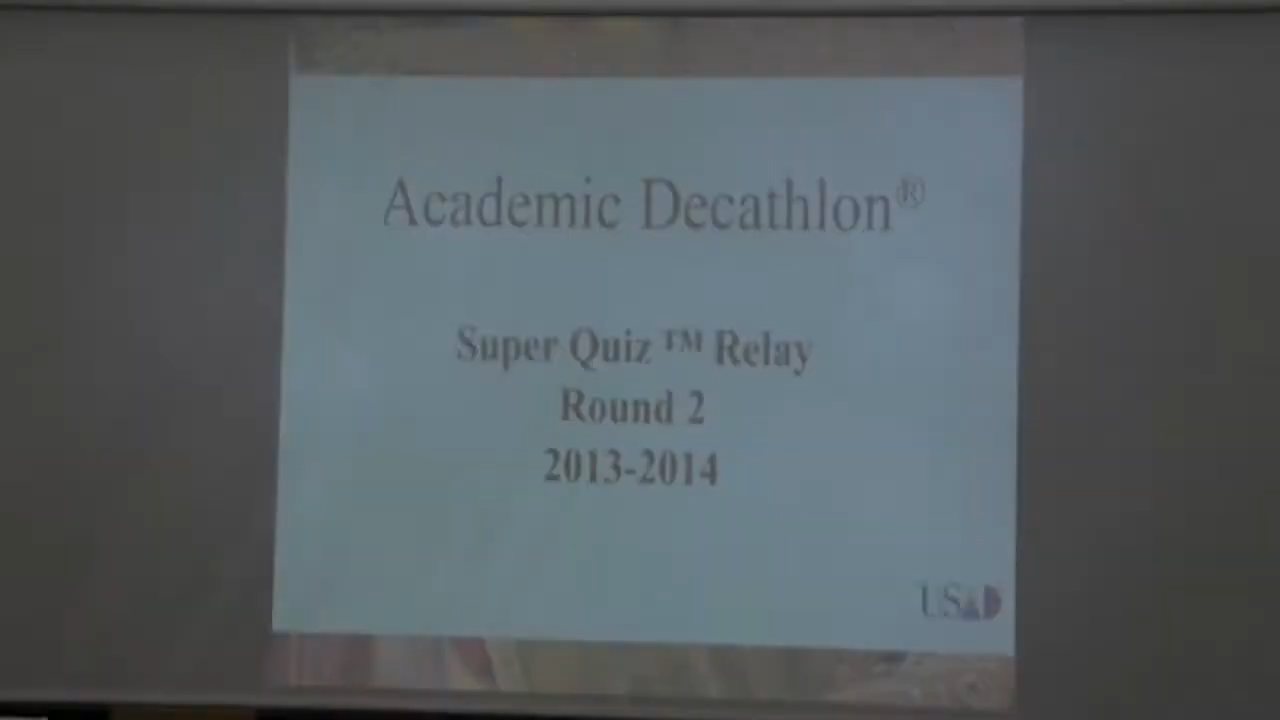 Academic Decathlon®
Super Quiz ™ Relay
Round 2
2013-2014
USAD